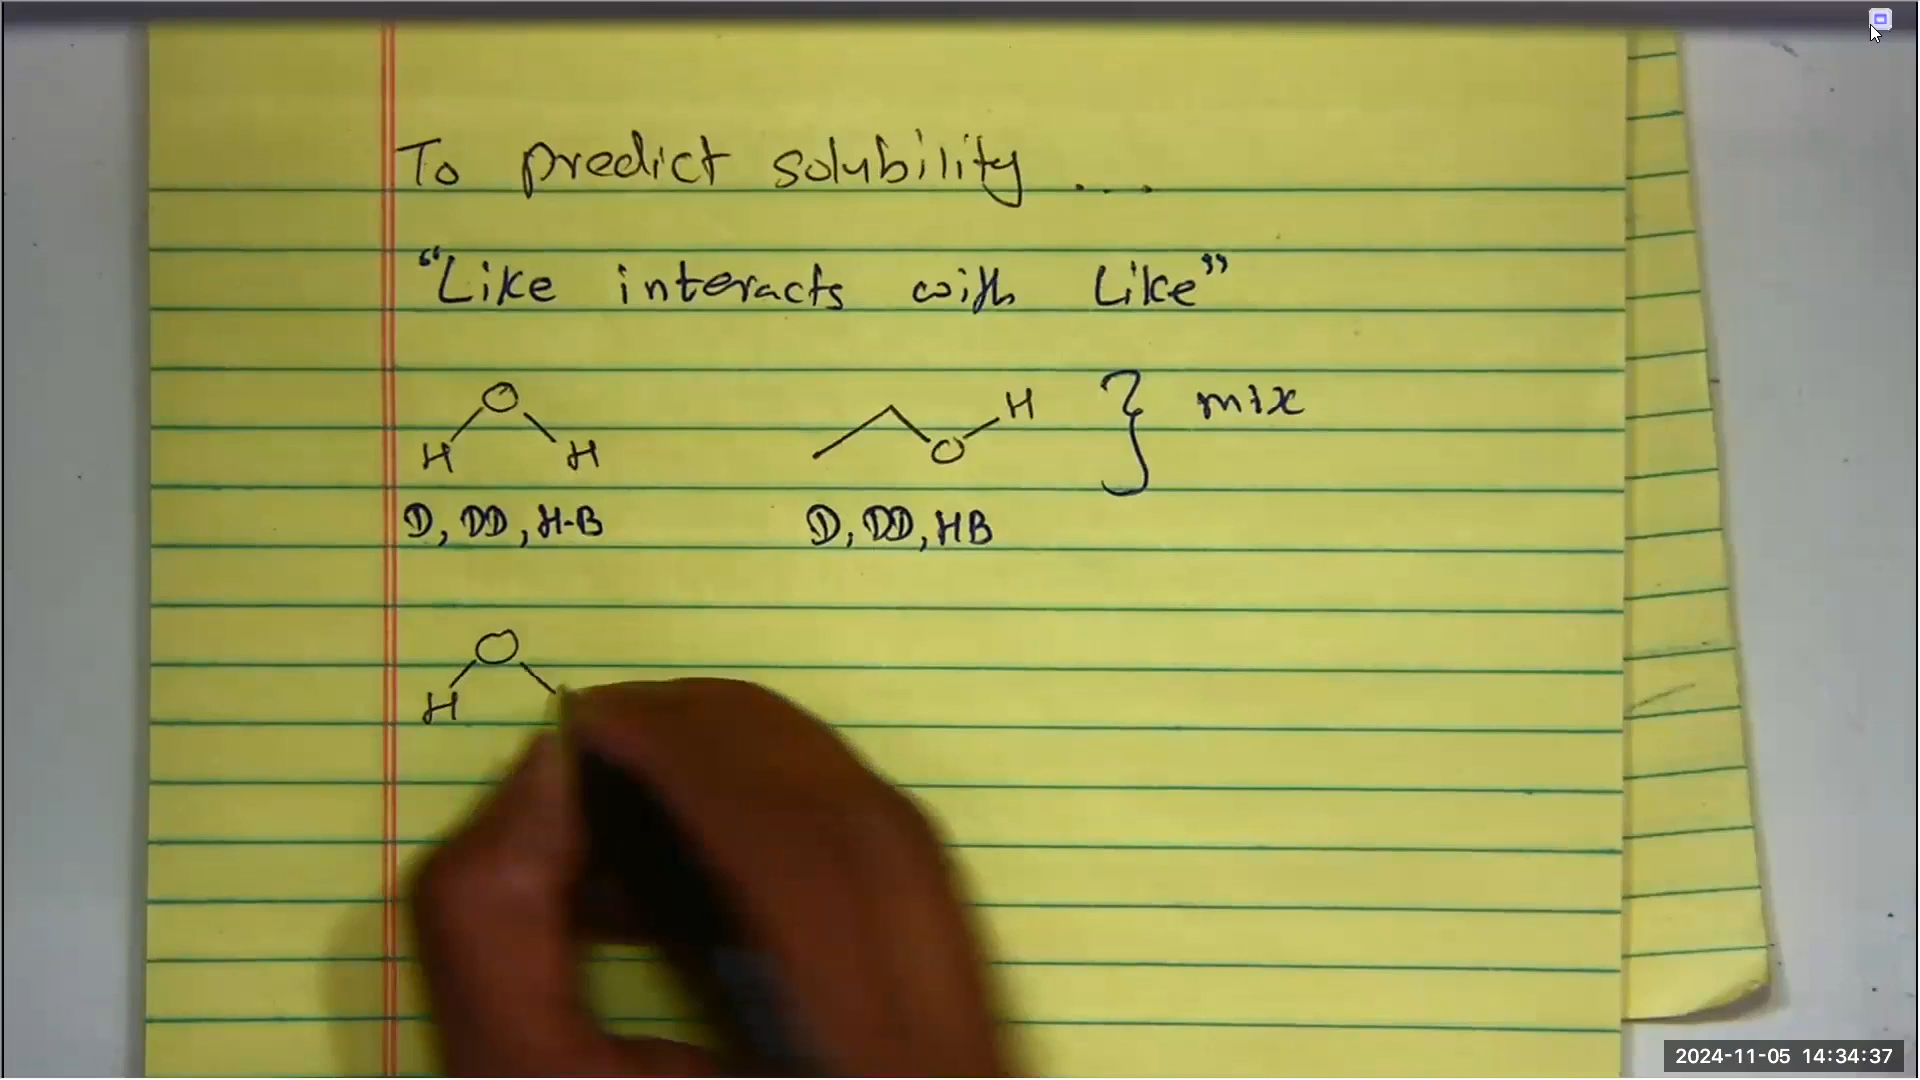 To predict solubility ...
“Like interacts with Like”
O H } mix
H H O
D, DD, H-B D, DD, HB
O
H
2024-11-05 14:34:37